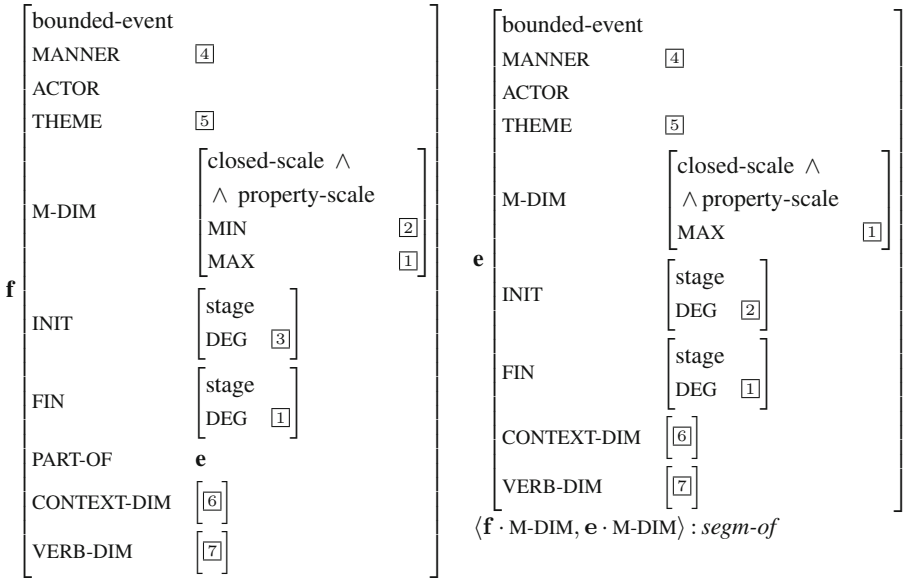 f
bounded-event
MANNER 4
ACTOR
THEME 5
M-DIM
closed-scale ∧
∧ property-scale
MIN 2
MAX 1
INIT
stage
DEG 3
FIN
stage
DEG 1
PART-OF e
CONTEXT-DIM 6
VERB-DIM 7
e
bounded-event
MANNER 4
ACTOR
THEME 5
M-DIM
closed-scale ∧
∧ property-scale
MAX 1
INIT
stage
DEG 2
FIN
stage
DEG 1
CONTEXT-DIM 6
VERB-DIM 7
⟨f · M-DIM, e · M-DIM⟩ : segm-of